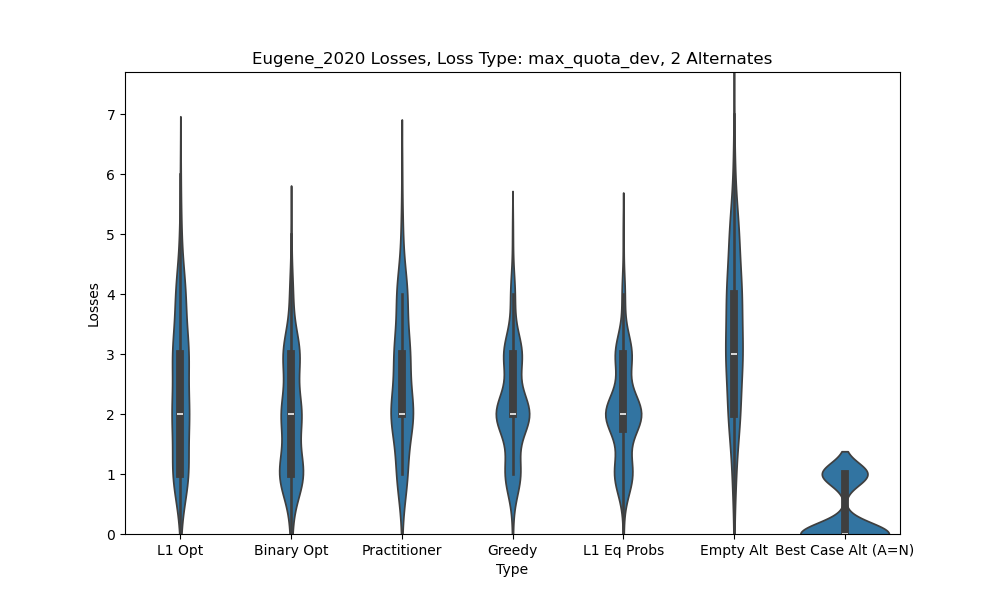 Eugene_2020 Losses, Loss Type: max_quota_dev, 2 Alternates
7
6
5
4
3
2
1
0
Losses
L1 Opt Binary Opt Practitioner Greedy L1 Eq Probs Empty Alt Best Case Alt (A=N)
Type